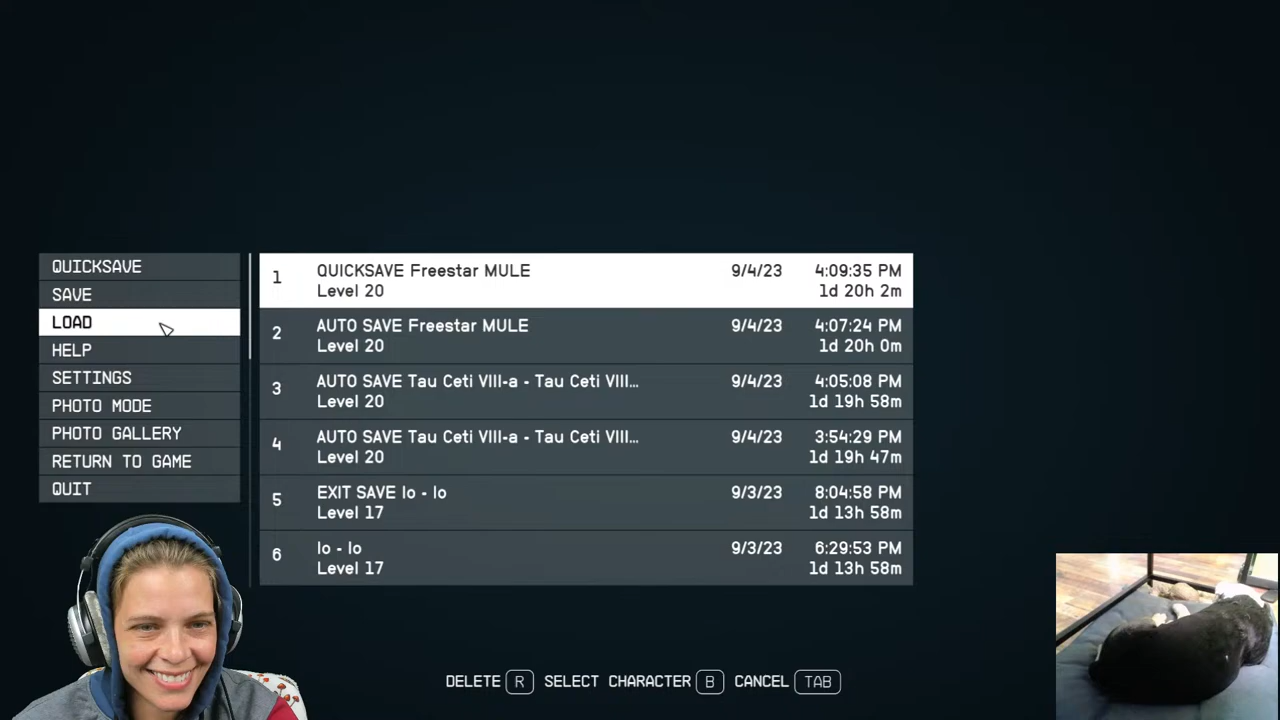 QUICKSAVE
SAVE
LOAD
HELP
SETTINGS
PHOTO MODE
PHOTO GALLERY
RETURN TO GAME
QUIT
1 QUICKSAVE Freestar MULE 9/4/23 4:09:35 PM
Level 20 1d 20h 2m
2 AUTO SAVE Freestar MULE 9/4/23 4:07:24 PM
Level 20 1d 20h 0m
3 AUTO SAVE Tau Ceti VIII-a - Tau Ceti VIII... 9/4/23 4:05:08 PM
Level 20 1d 19h 58m
4 AUTO SAVE Tau Ceti VIII-a - Tau Ceti VIII... 9/4/23 3:54:29 PM
Level 20 1d 19h 47m
5 EXIT SAVE Io - Io 9/3/23 8:04:58 PM
Level 17 1d 13h 58m
6 Io - Io 9/3/23 6:29:53 PM
Level 17 1d 13h 58m
DELETE R SELECT CHARACTER B CANCEL TAB